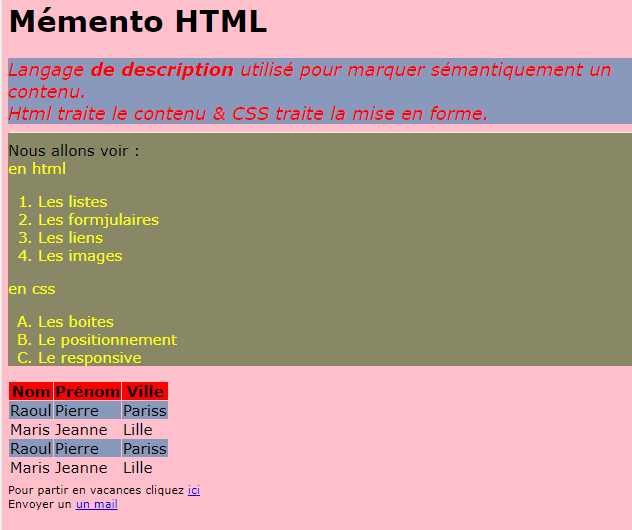 Mémento HTML
Langage de description utilisé pour marquer sémantiquement un
contenu.
Html traite le contenu & CSS traite la mise en forme.
Nous allons voir :
en html
1. Les listes
2. Les formjulaires
3. Les liens
4. Les images
en css
A. Les boites
B. Le positionnement
C. Le responsive
Nom Prénom Ville
Raoul Pierre Pariss
Maris Jeanne Lille
Raoul Pierre Pariss
Maris Jeanne Lille
Pour partir en vacances cliquez ici
Envoyer un un mail